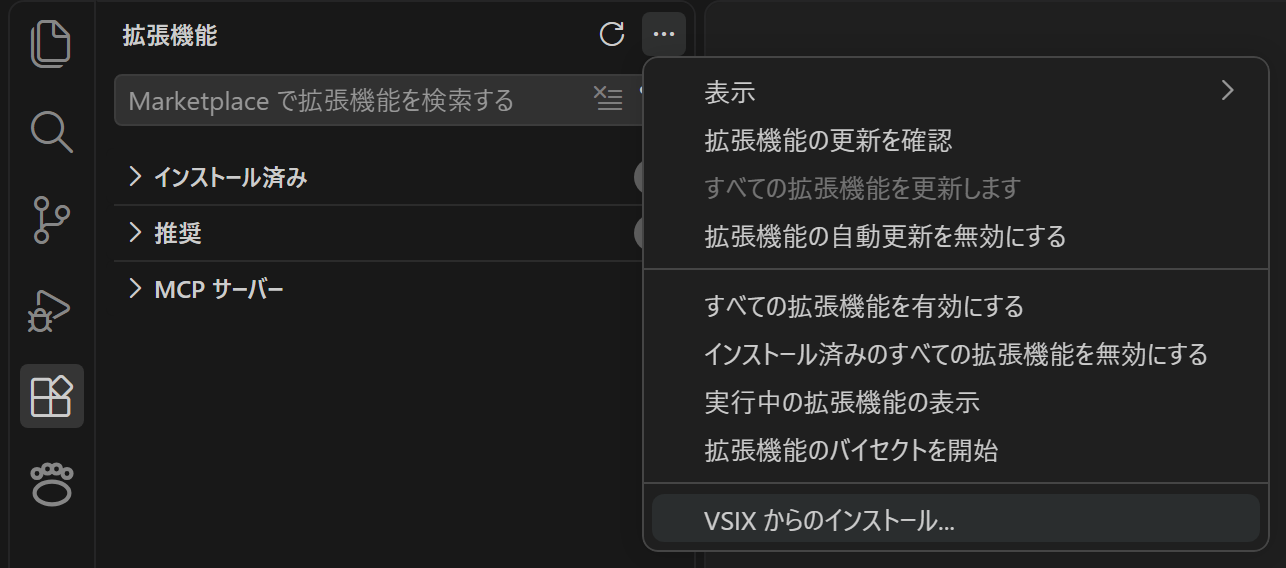 拡張機能
Marketplace で拡張機能を検索する
インストール済み
推奨
MCP サーバー
表示
拡張機能の更新を確認
すべての拡張機能を更新します
拡張機能の自動更新を無効にする
すべての拡張機能を有効にする
インストール済みのすべての拡張機能を無効にする
実行中の拡張機能の表示
拡張機能のバイセクトを開始
VSIX からのインストール...